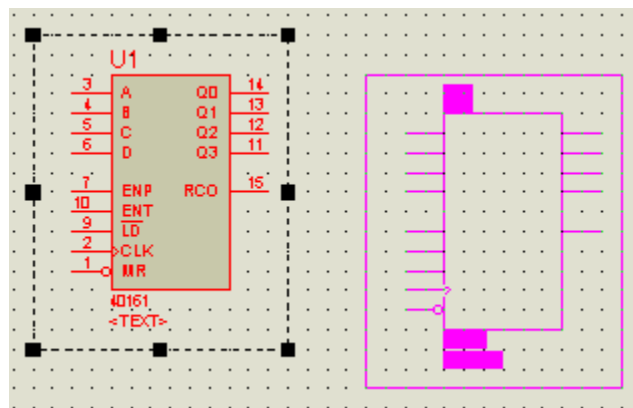 U1
3 A Q0 14
4 B Q1 13
5 C Q2 12
6 D Q3 11
7 ENP RCO 15
10 ENT
9 LD
2 CLK
1 MR
40161
<TEXT>